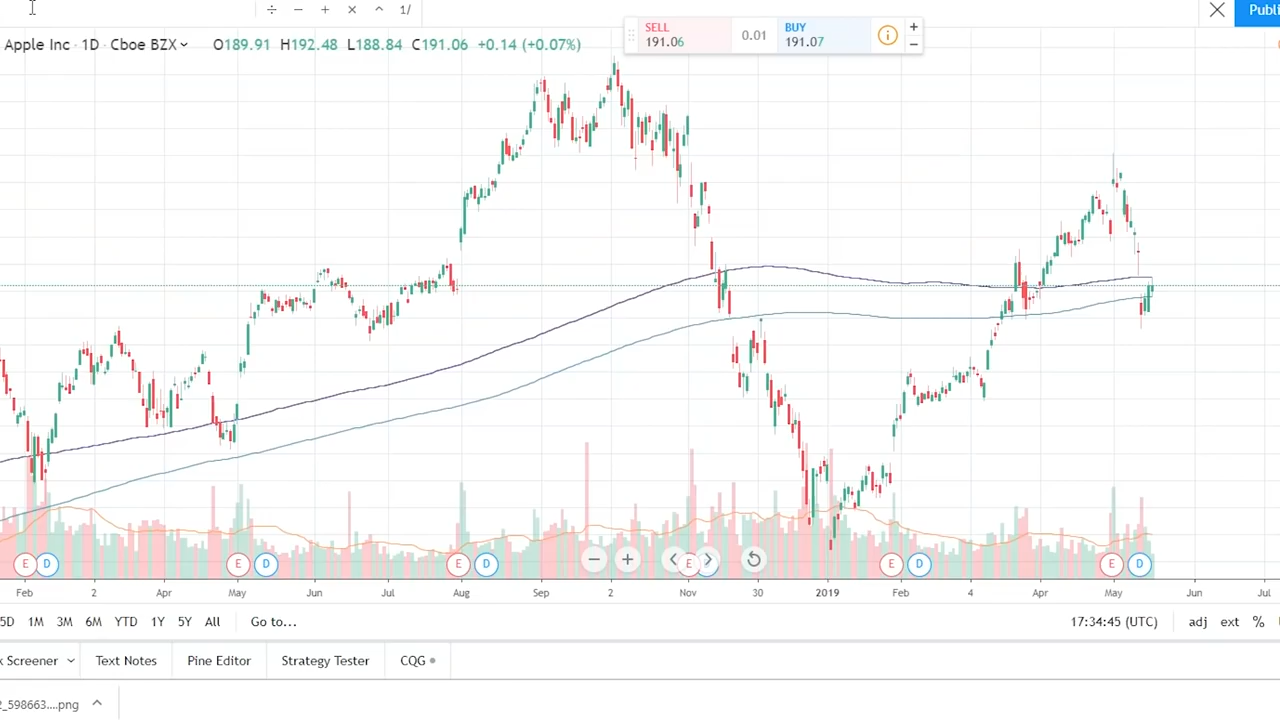 ÷ − + × ^ 1/
Publi
Apple Inc · 1D · Cboe BZX O189.91 H192.48 L188.84 C191.06 +0.14 (+0.07%)
SELL
191.06
0.01
BUY
191.07
+
−
E D E D E D E D E D E D
− +
Feb 2 Apr May Jun Jul Aug Sep 2 Nov 30 2019 Feb 4 Apr May Jun Jul
5D 1M 3M 6M YTD 1Y 5Y All Go to... 17:34:45 (UTC) adj ext %
Screener Text Notes Pine Editor Strategy Tester CQG
2_598663....png